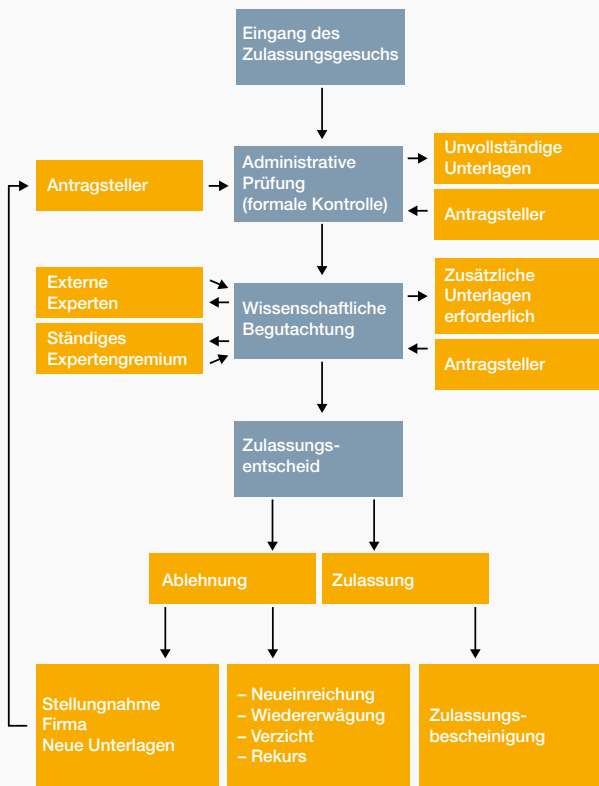 Eingang des
Zulassungsgesuchs
Antragsteller
Administrative
Prüfung
(formale Kontrolle)
Unvollständige
Unterlagen
Antragsteller
Externe
Experten
Ständiges
Expertengremium
Wissenschaftliche
Begutachtung
Zusätzliche
Unterlagen
erforderlich
Antragsteller
Zulassungs-
entscheid
Ablehnung
Zulassung
Stellungnahme
Firma
Neue Unterlagen
– Neueinreichung
– Wiedererwägung
– Verzicht
– Rekurs
Zulassungs-
bescheinigung